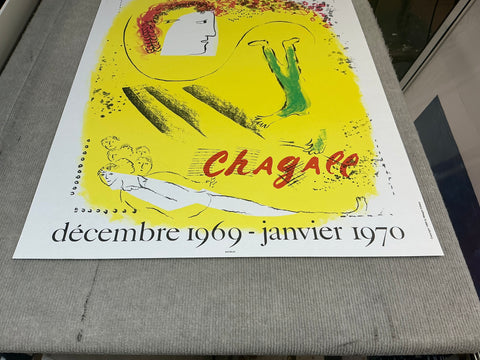 Chagall
décembre 1969 - janvier 1970